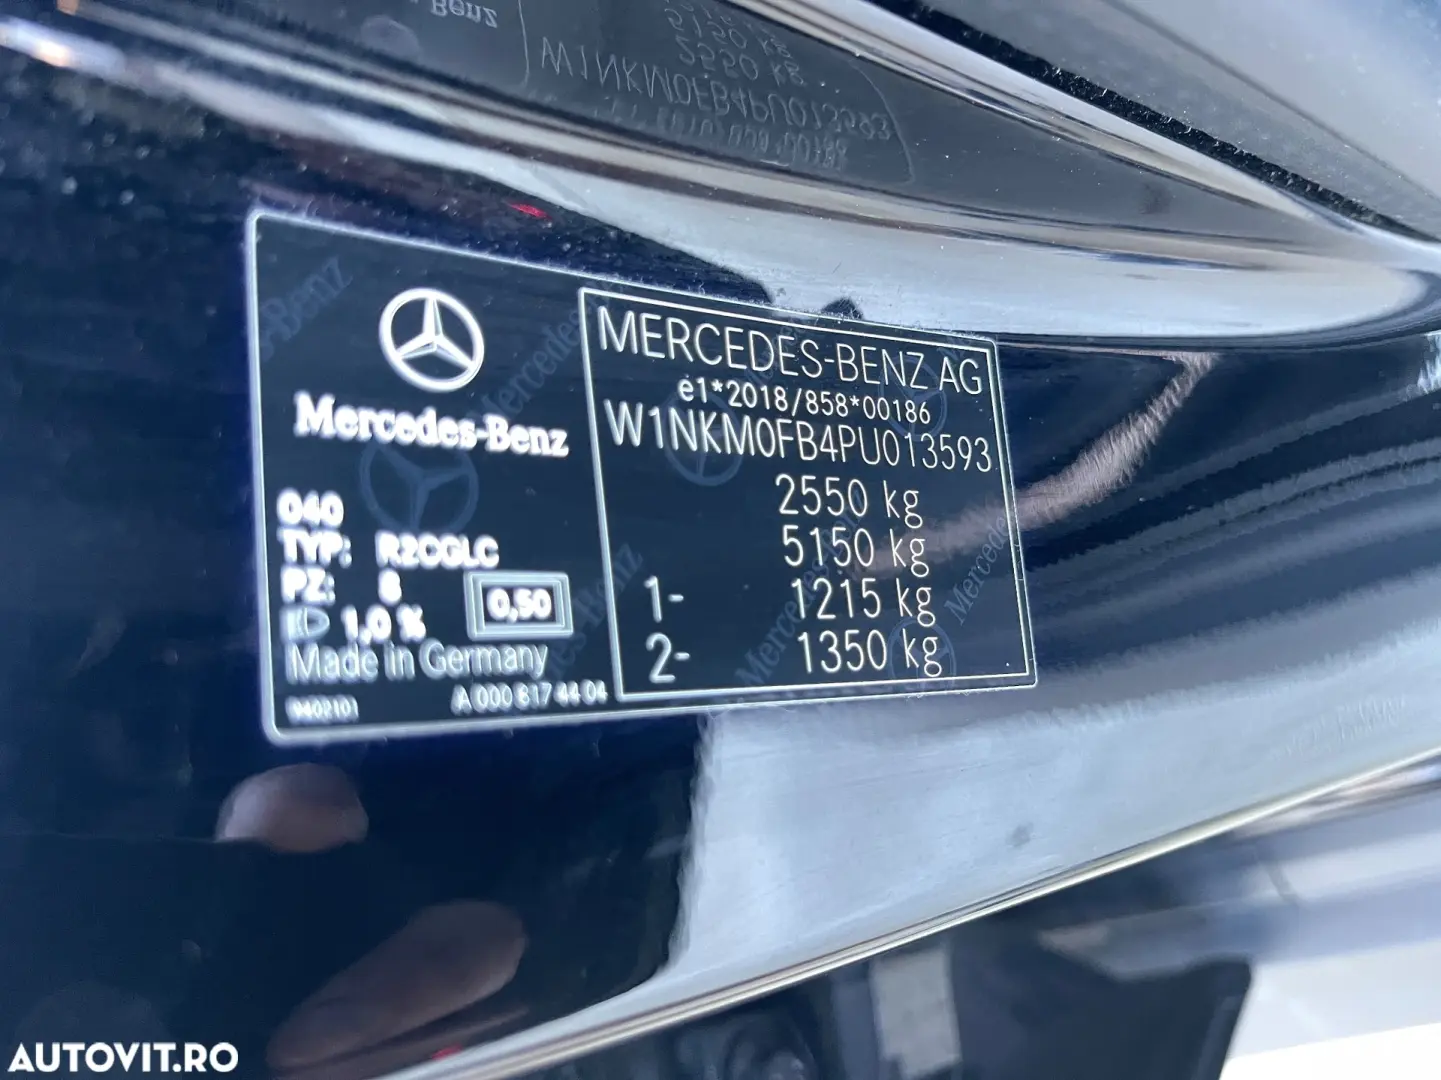 Mercedes-Benz
040
TYP: R2CGLC
PZ:
1,0 % 0,50
Made in Germany
9402101 A 000 817 44 04
MERCEDES-BENZ AG
e1*2018/858*00186
W1NKM0FB4PU013593
2550 kg
5150 kg
1- 1215 kg
2- 1350 kg
AUTOVIT.RO